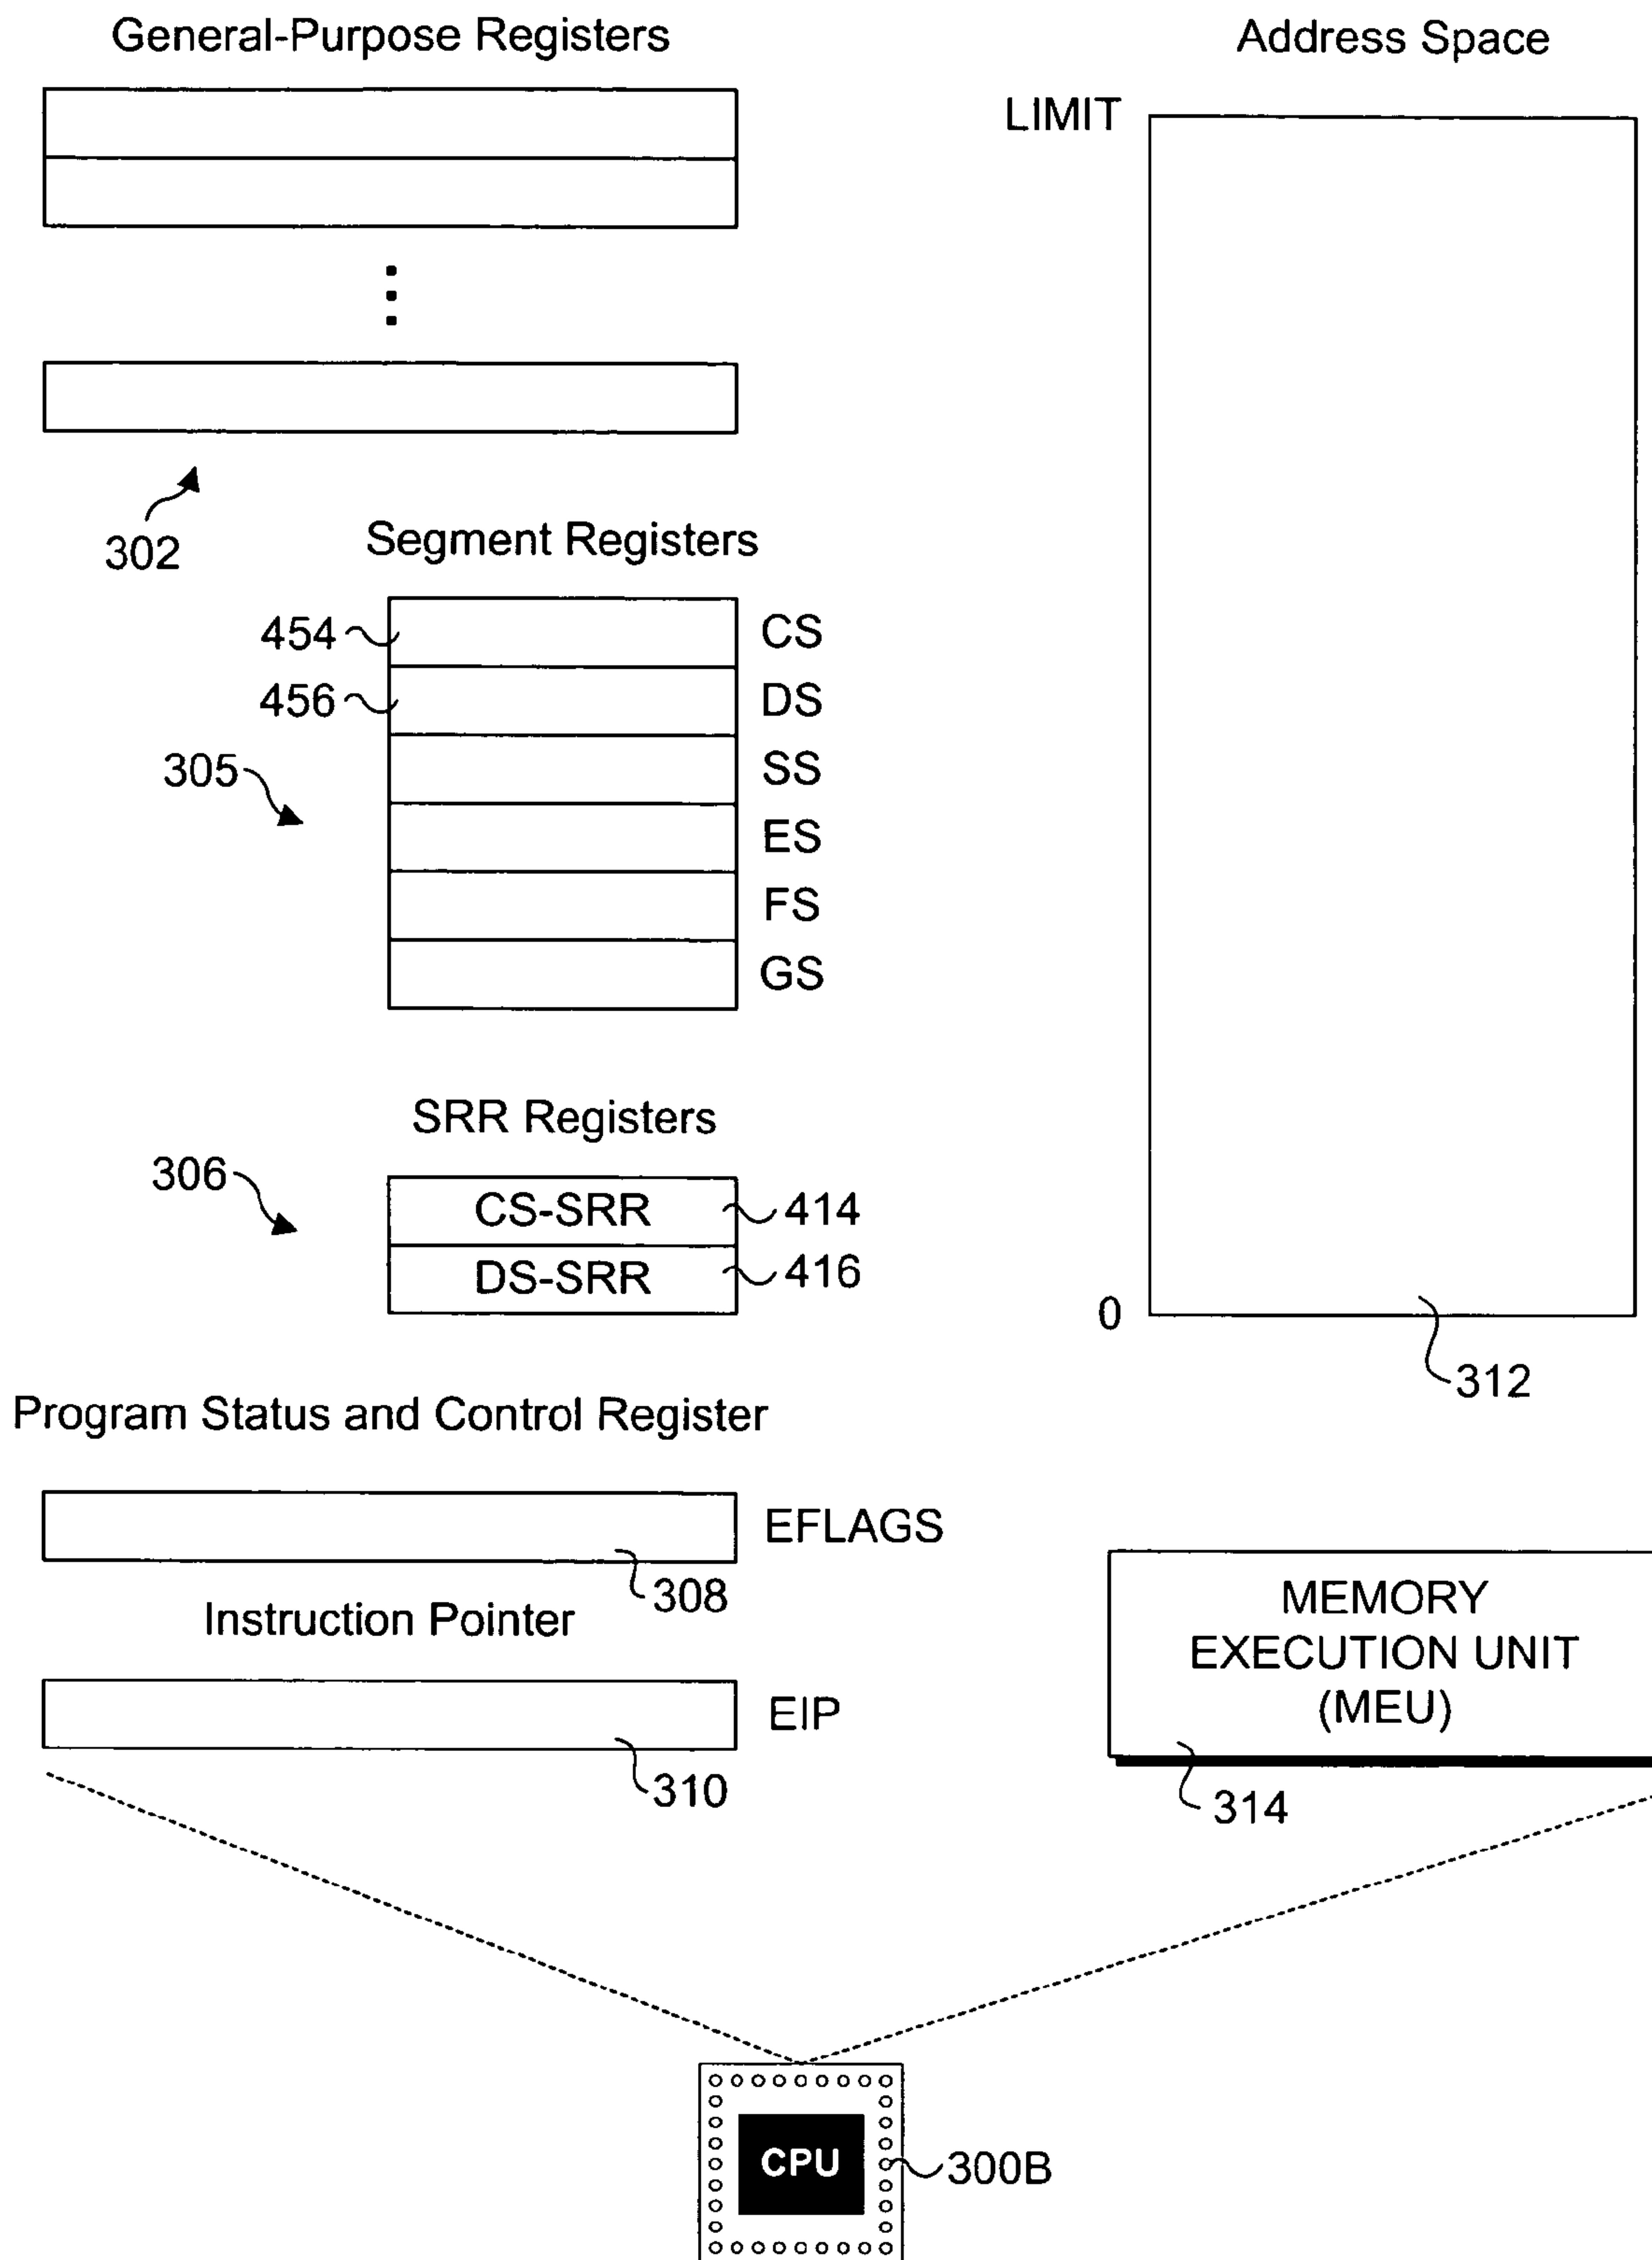 General-Purpose Registers
Address Space
LIMIT
302
Segment Registers
454
CS
456
DS
305
SS
ES
FS
GS
SRR Registers
306
CS-SRR
414
DS-SRR
416
0
312
Program Status and Control Register
EFLAGS
308
Instruction Pointer
MEMORY
EXECUTION UNIT
(MEU)
EIP
310
314
CPU
300B